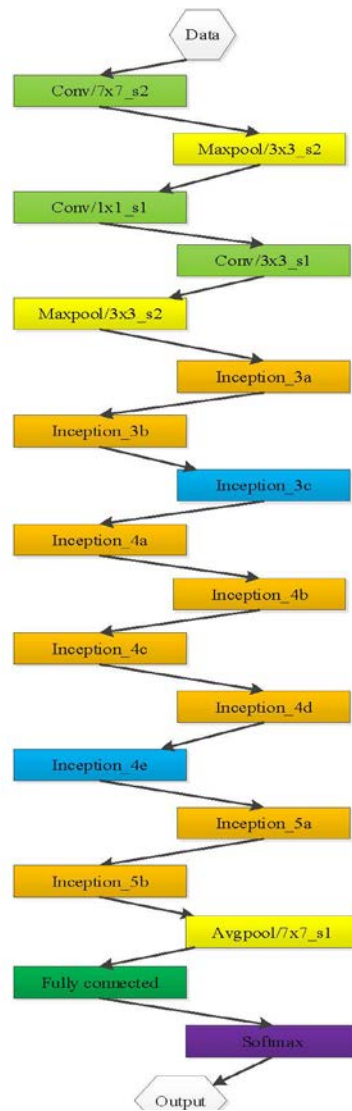 Data
Conv/7x7_s2
Maxpool/3x3_s2
Conv/1x1_s1
Conv/3x3_s1
Maxpool/3x3_s2
Inception_3a
Inception_3b
Inception_3c
Inception_4a
Inception_4b
Inception_4c
Inception_4d
Inception_4e
Inception_5a
Inception_5b
Avgpool/7x7_s1
Fully connected
Softmax
Output